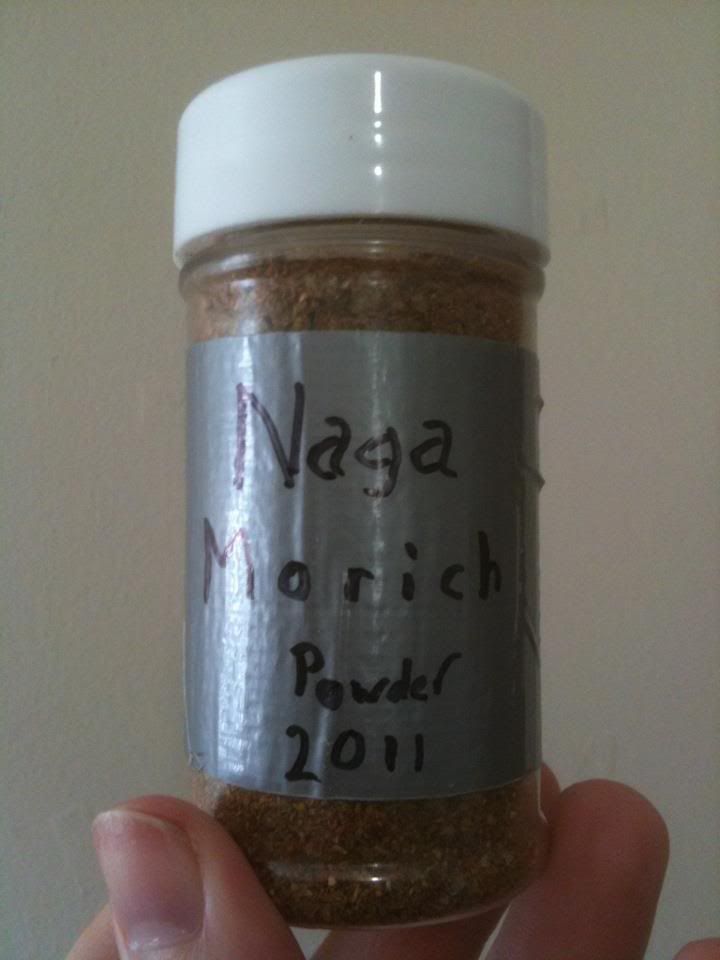 Naga
Morich
Powder
2011